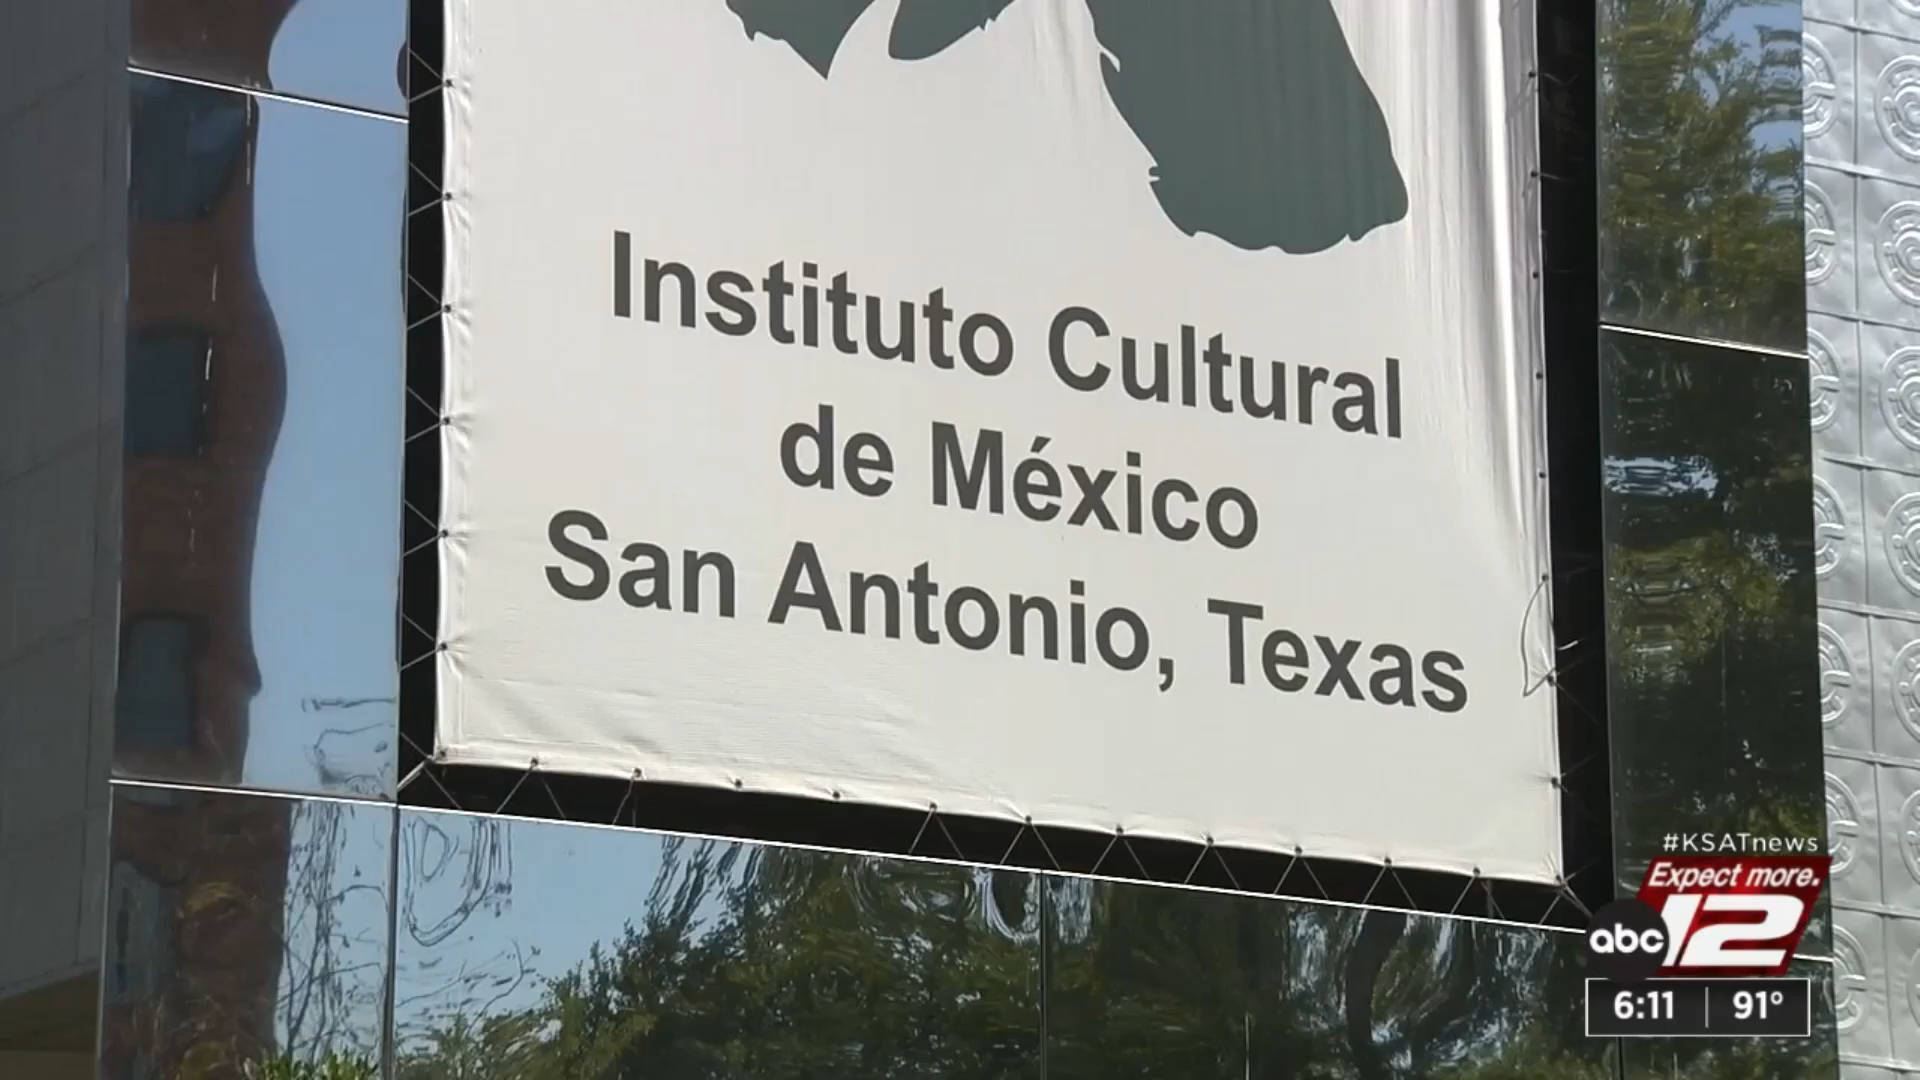 Instituto Cultural
de México
San Antonio, Texas
#KSATnews
Expect more.
abc 12
6:11 91°